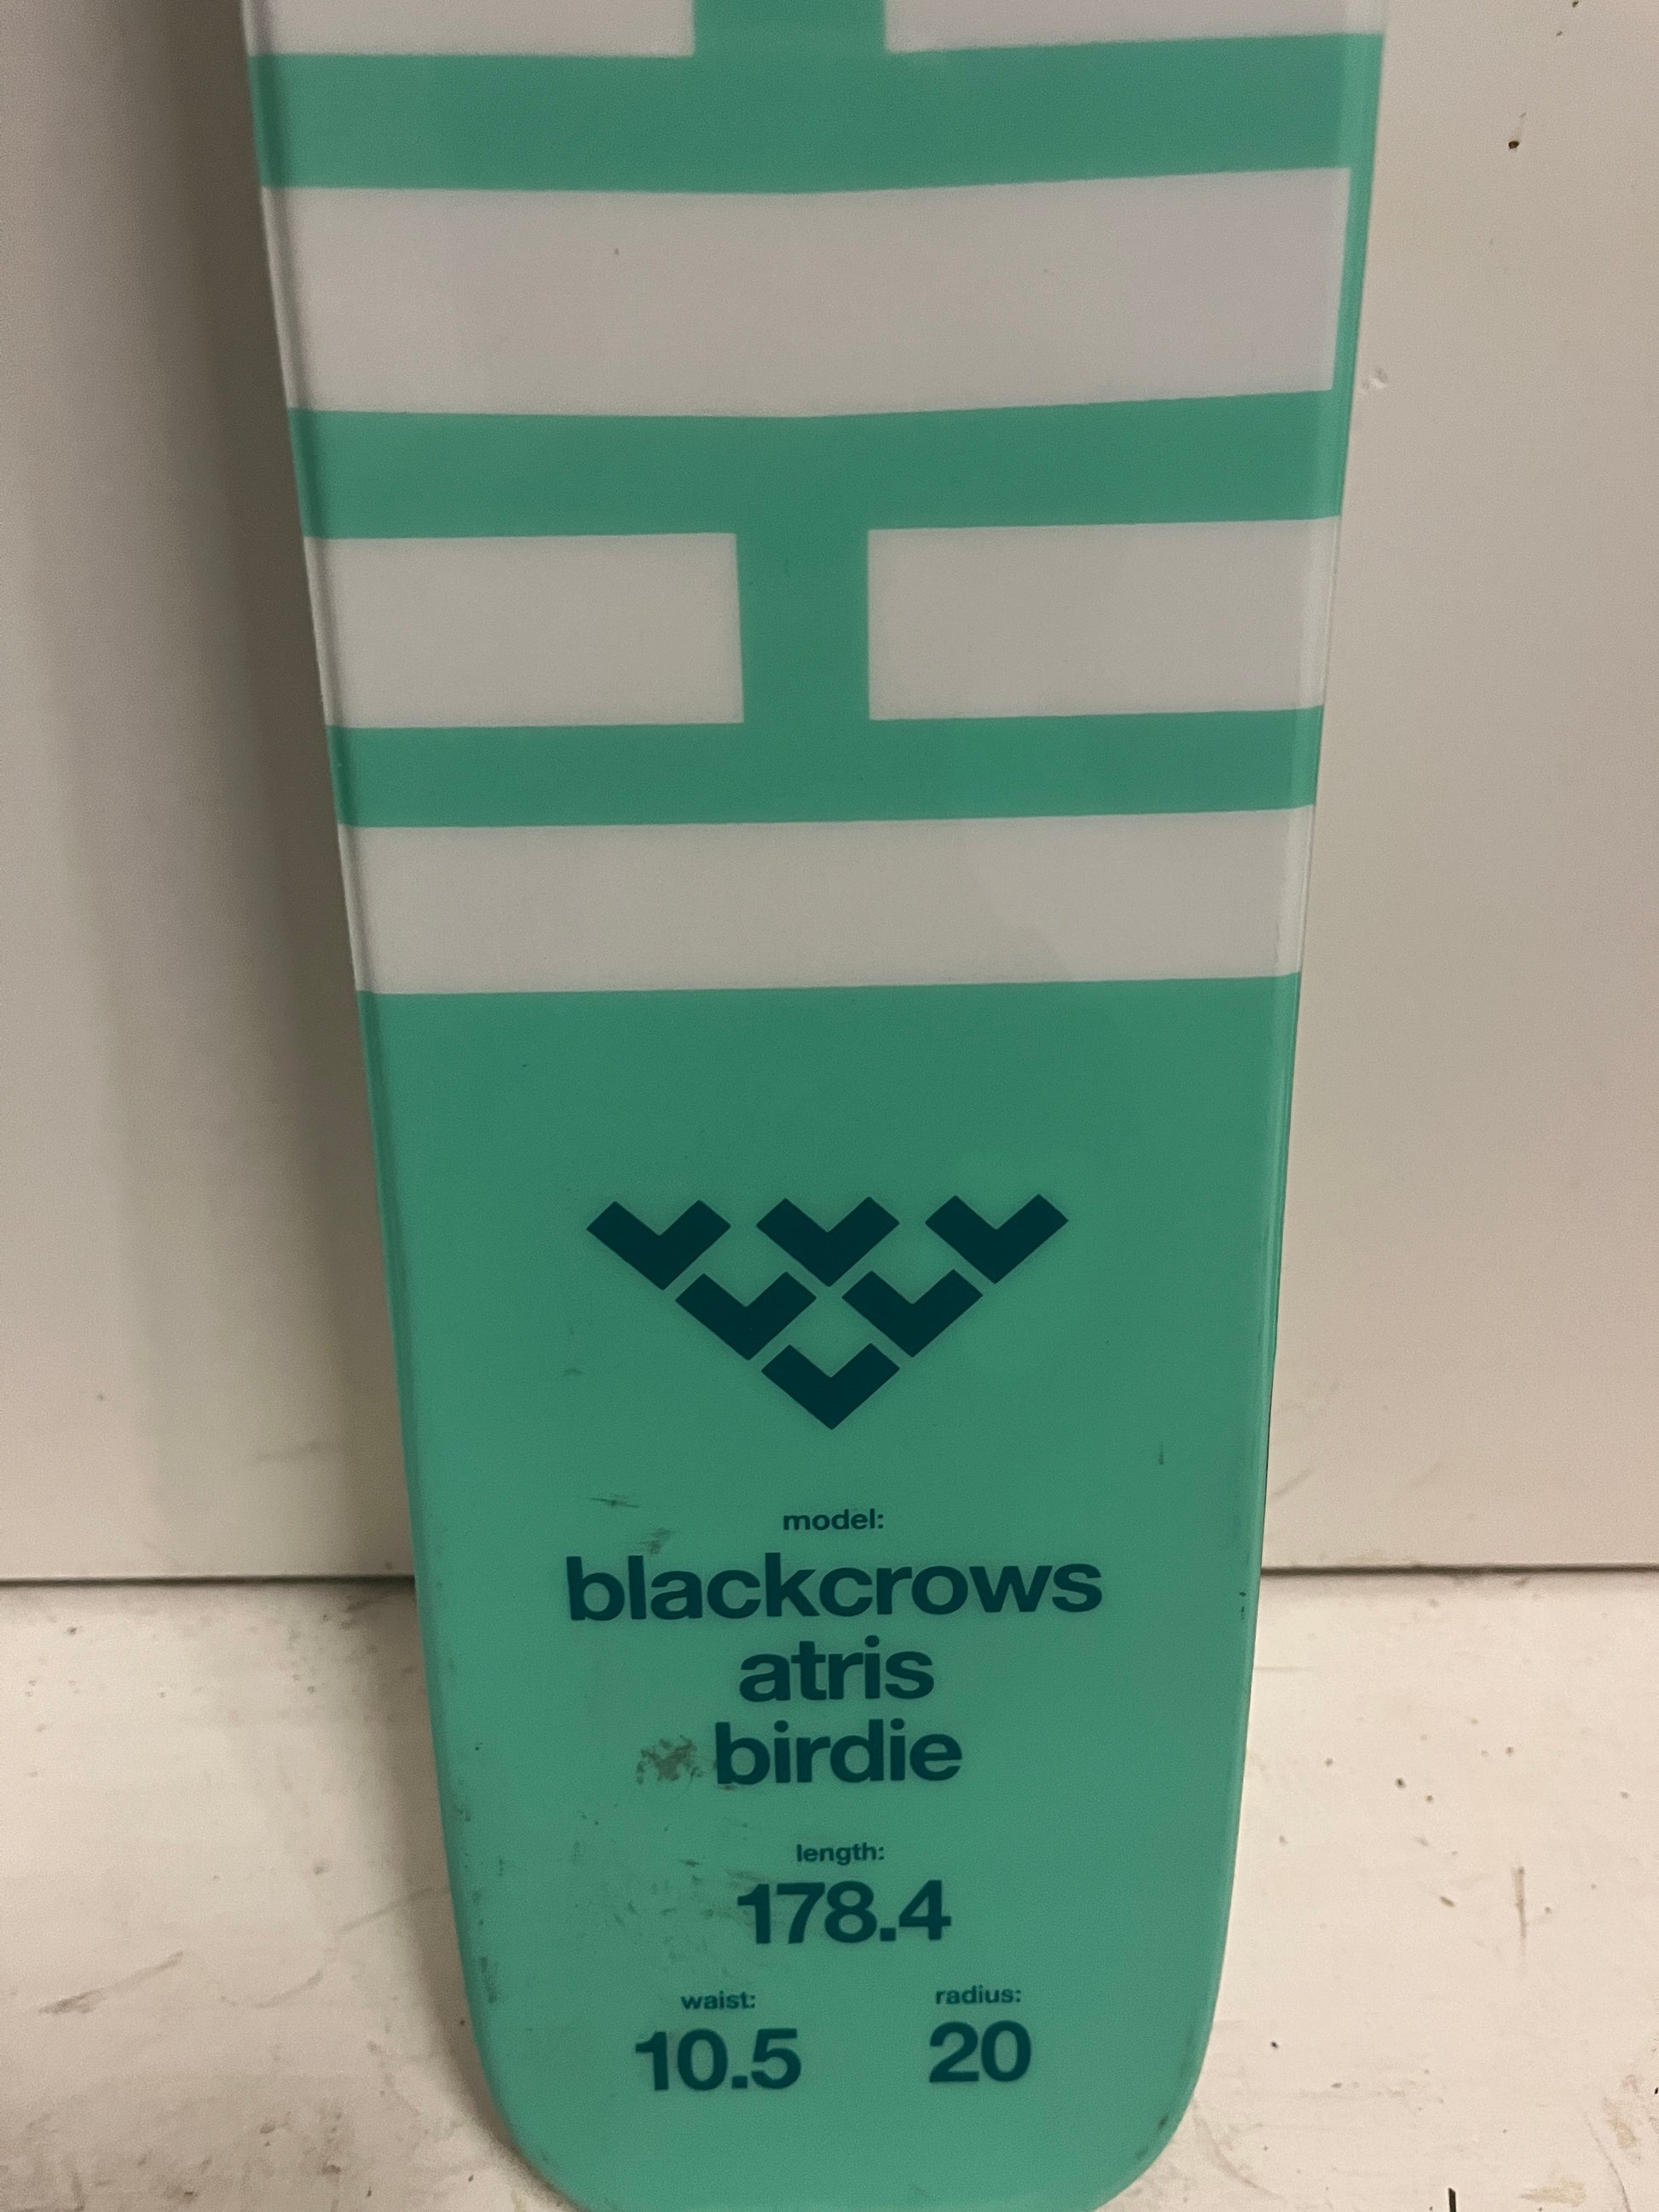 model:
blackcrows
atris
birdie
length:
178.4
waist: radius:
10.5 20